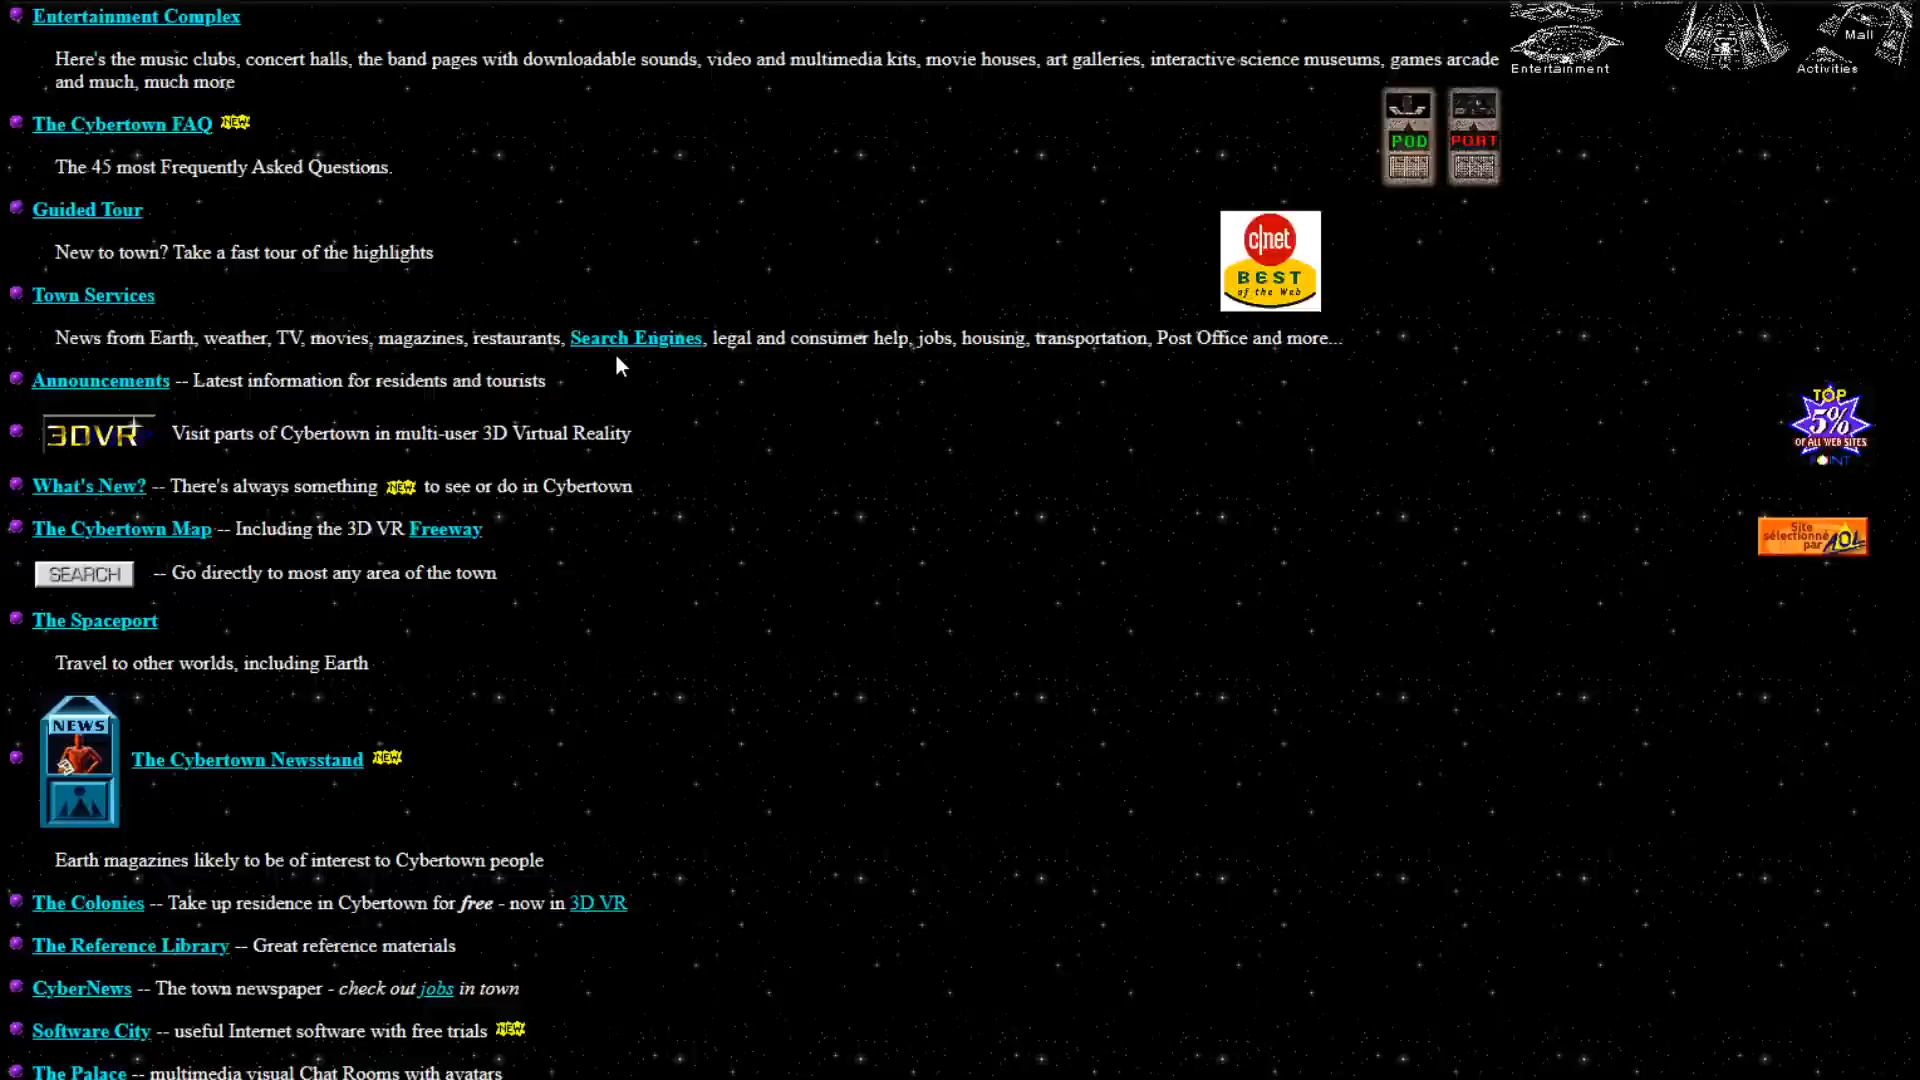 Entertainment Complex
Here's the music clubs, concert halls, the band pages with downloadable sounds, video and multimedia kits, movie houses, art galleries, interactive science museums, games arcade
and much, much more
Entertainment
Mall
Activities
The Cybertown FAQ NEW
POD
PORT
The 45 most Frequently Asked Questions.
Guided Tour
New to town? Take a fast tour of the highlights
c|net
BEST
of the Web
Town Services
News from Earth, weather, TV, movies, magazines, restaurants, Search Engines, legal and consumer help, jobs, housing, transportation, Post Office and more...
Announcements -- Latest information for residents and tourists
3DVR Visit parts of Cybertown in multi-user 3D Virtual Reality
TOP
5%
OF ALL WEB SITES
POINT
What's New? -- There's always something NEW to see or do in Cybertown
The Cybertown Map -- Including the 3D VR Freeway
Site
sélectionné
par AOL
SEARCH -- Go directly to most any area of the town
The Spaceport
Travel to other worlds, including Earth
NEWS
The Cybertown Newsstand NEW
Earth magazines likely to be of interest to Cybertown people
The Colonies -- Take up residence in Cybertown for free - now in 3D VR
The Reference Library -- Great reference materials
CyberNews -- The town newspaper - check out jobs in town
Software City -- useful Internet software with free trials NEW
The Palace -- multimedia visual Chat Rooms with avatars